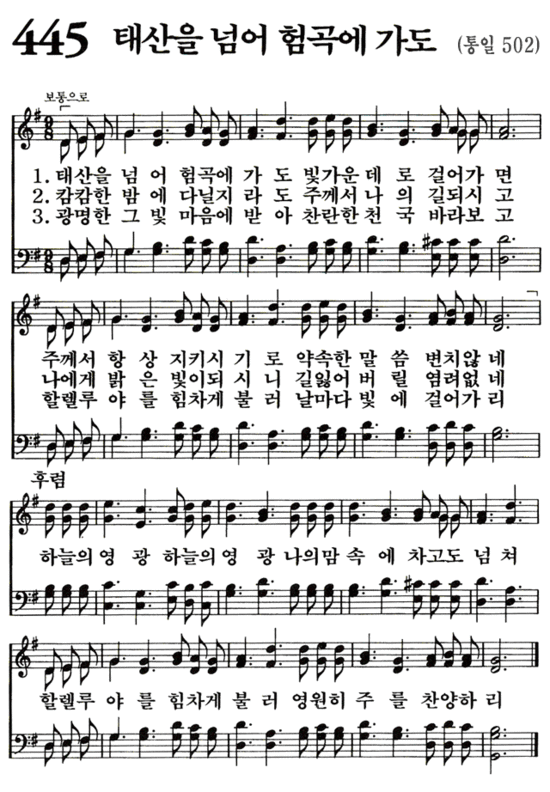 445 태산을 넘어 험곡에 가도 (통일 502)
보통으로
1. 태산을 넘 어 험곡에 가 도 빛가운 데 로 걸어가 면
2. 캄캄한 밤 에 다닐지 라 도 주께서 나 의 길되시 고
3. 광명한 그 빛 마음에 받 아 찬란한 천 국 바라보 고
주께서 항 상 지키시 기 로 약속한 말 씀 변치않 네
나에게 밝 은 빛이되 시 니 길잃어 버 릴 염려없 네
할렐루 야 를 힘차게 불 러 날마다 빛 에 걸어가 리
후렴
하늘의 영 광 하늘의 영 광 나의맘 속 에 차고도 넘 쳐
할렐루 야 를 힘차게 불 러 영원히 주 를 찬양하 리